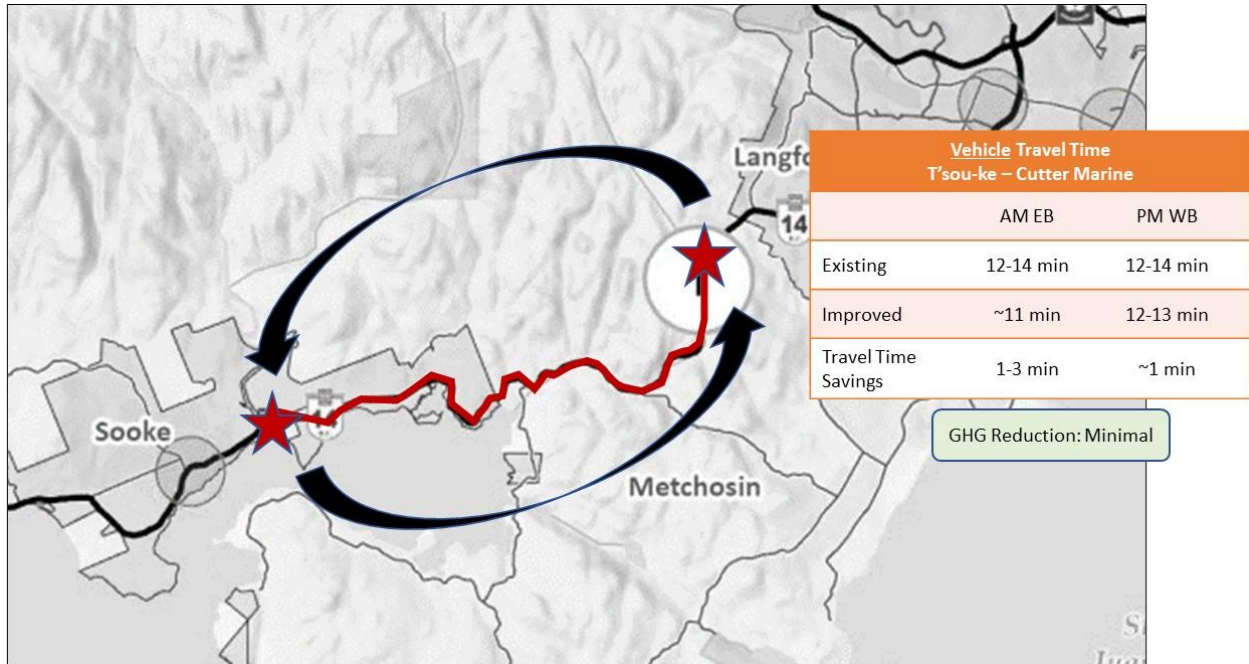 Langfo
14
Sooke
Metchosin
Vehicle Travel Time
T'sou-ke – Cutter Marine
AM EB PM WB
Existing 12-14 min 12-14 min
Improved ~11 min 12-13 min
Travel Time
Savings 1-3 min ~1 min
GHG Reduction: Minimal